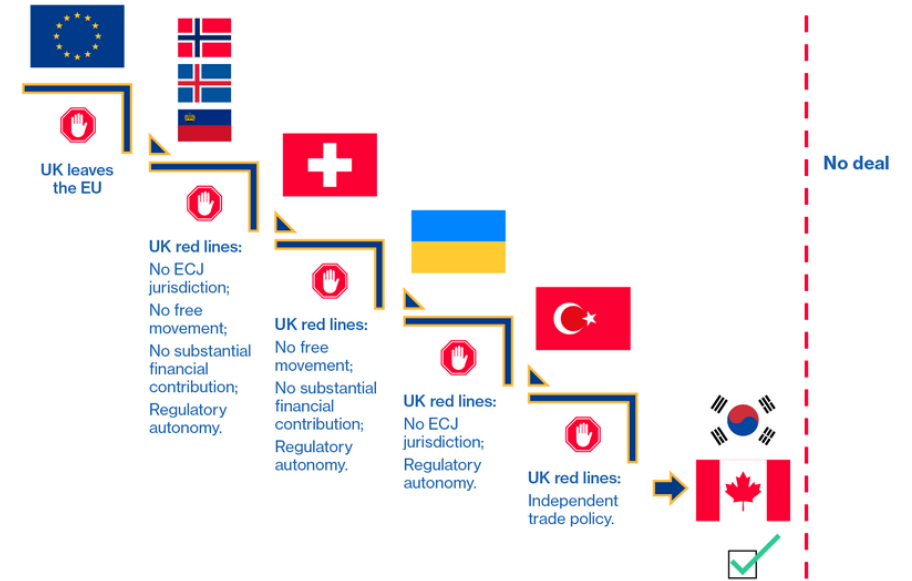 UK leaves
the EU
UK red lines:
No ECJ
jurisdiction;
No free
movement;
No substantial
financial
contribution;
Regulatory
autonomy.
UK red lines:
No free
movement;
No substantial
financial
contribution;
Regulatory
autonomy.
UK red lines:
No ECJ
jurisdiction;
Regulatory
autonomy.
UK red lines:
Independent
trade policy.
No deal